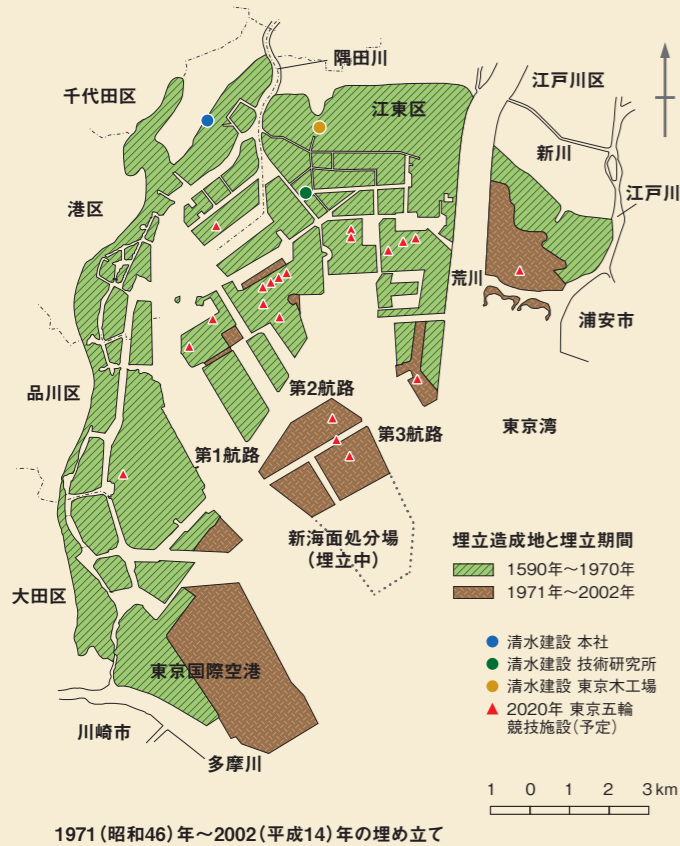 隅田川
千代田区
江東区
江戸川区
新川
港区
江戸川
荒川
浦安市
品川区
第2航路
第3航路
東京湾
第1航路
新海面処分場
(埋立中)
埋立造成地と埋立期間
1590年〜1970年
1971年〜2002年
大田区
清水建設 本社
清水建設 技術研究所
清水建設 東京木工場
2020年 東京五輪
競技施設(予定)
東京国際空港
川崎市
多摩川
1 0 1 2 3km
1971(昭和46)年〜2002(平成14)年の埋め立て